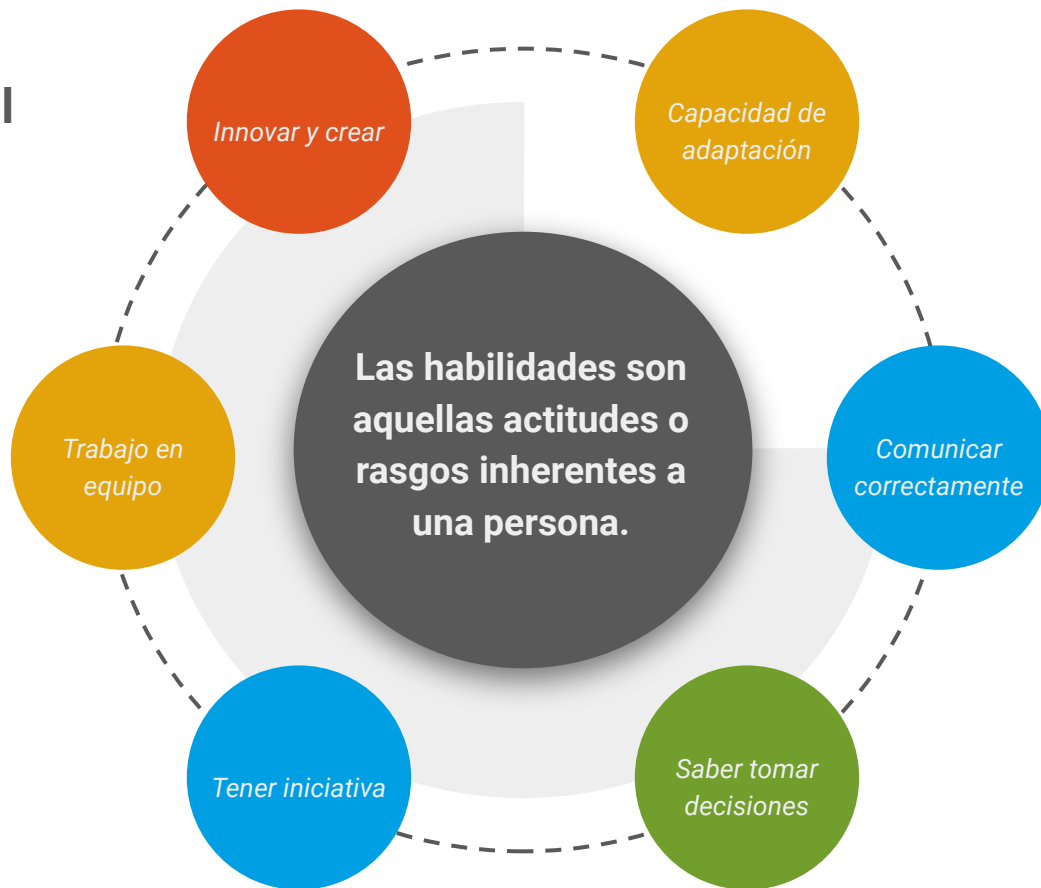 Innovar y crear
Capacidad de
adaptación
Las habilidades son
aquellas actitudes o
rasgos inherentes a
una persona.
Trabajo en
equipo
Comunicar
correctamente
Tener iniciativa
Saber tomar
decisiones